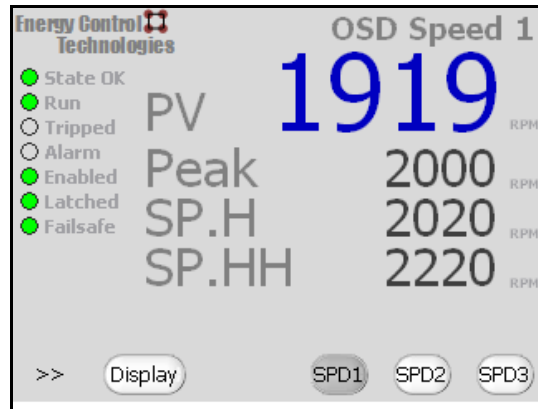 Energy Control
Technologies
OSD Speed 1
State OK
Run
Tripped
Alarm
Enabled
Latched
Failsafe
PV 1919 RPM
Peak 2000 RPM
SP.H 2020 RPM
SP.HH 2220 RPM
>> Display SPD1 SPD2 SPD3